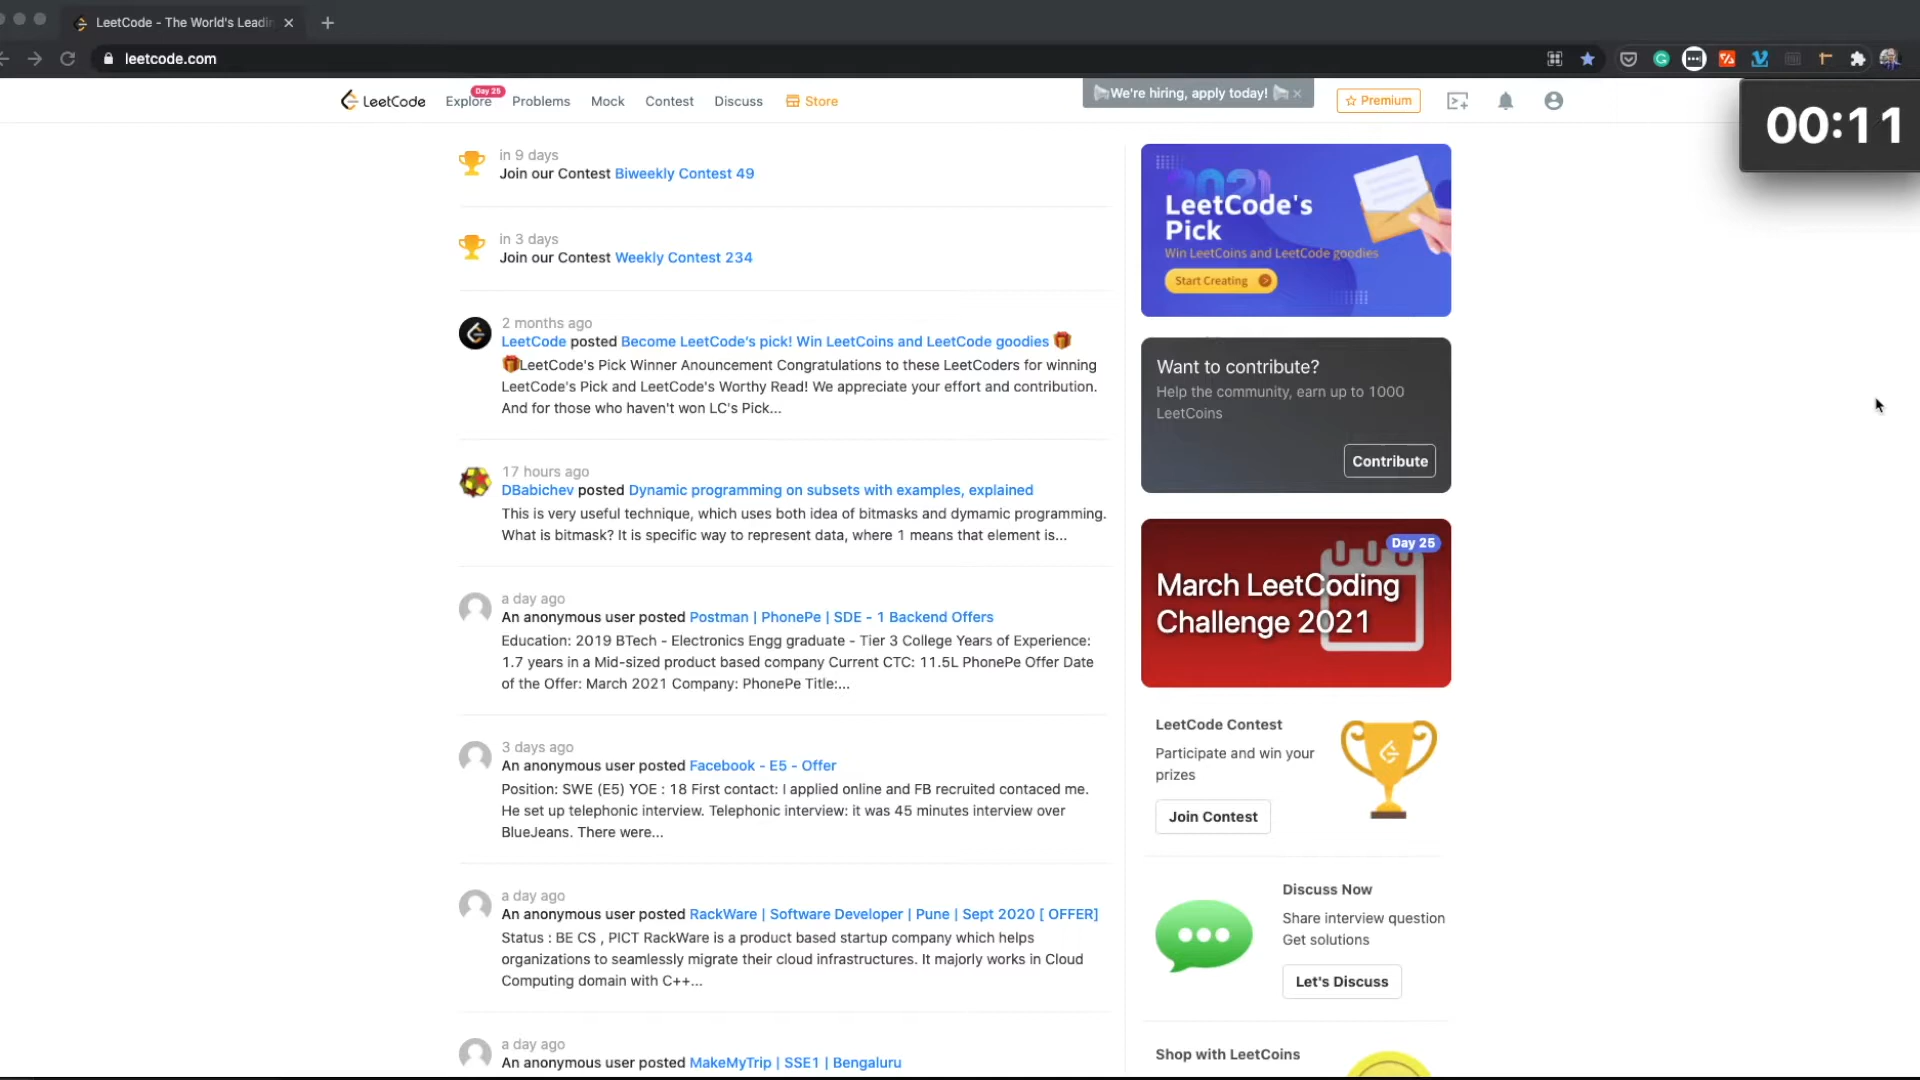 LeetCode - The World's Leadin
leetcode.com
LeetCode
Explore
Day 25
Problems
Mock
Contest
Discuss
Store
We're hiring, apply today!
Premium
00:11
in 9 days
Join our Contest Biweekly Contest 49
in 3 days
Join our Contest Weekly Contest 234
2 months ago
LeetCode posted Become LeetCode's pick! Win LeetCoins and LeetCode goodies 🎁
🎁LeetCode's Pick Winner Anouncement Congratulations to these LeetCoders for winning
LeetCode's Pick and LeetCode's Worthy Read! We appreciate your effort and contribution.
And for those who haven't won LC's Pick...
17 hours ago
DBabichev posted Dynamic programming on subsets with examples, explained
This is very useful technique, which uses both idea of bitmasks and dymamic programming.
What is bitmask? It is specific way to represent data, where 1 means that element is...
a day ago
An anonymous user posted Postman | PhonePe | SDE - 1 Backend Offers
Education: 2019 BTech - Electronics Engg graduate - Tier 3 College Years of Experience:
1.7 years in a Mid-sized product based company Current CTC: 11.5L PhonePe Offer Date
of the Offer: March 2021 Company: PhonePe Title:...
3 days ago
An anonymous user posted Facebook - E5 - Offer
Position: SWE (E5) YOE : 18 First contact: I applied online and FB recruited contaced me.
He set up telephonic interview. Telephonic interview: it was 45 minutes interview over
BlueJeans. There were...
a day ago
An anonymous user posted RackWare | Software Developer | Pune | Sept 2020 [ OFFER]
Status : BE CS , PICT RackWare is a product based startup company which helps
organizations to seamlessly migrate their cloud infrastructures. It majorly works in Cloud
Computing domain with C++...
a day ago
An anonymous user posted MakeMyTrip | SSE1 | Bengaluru
2021
LeetCode's
Pick
Win LeetCoins and LeetCode goodies
Start Creating
Want to contribute?
Help the community, earn up to 1000
LeetCoins
Contribute
Day 25
March LeetCoding
Challenge 2021
LeetCode Contest
Participate and win your
prizes
Join Contest
Discuss Now
Share interview question
Get solutions
Let's Discuss
Shop with LeetCoins